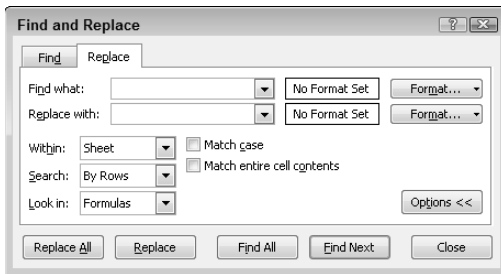 Find and Replace
Find Replace
Find what: No Format Set Format...
Replace with: No Format Set Format...
Within: Sheet Match case
Match entire cell contents
Search: By Rows
Look in: Formulas Options <<
Replace All Replace Find All Find Next Close